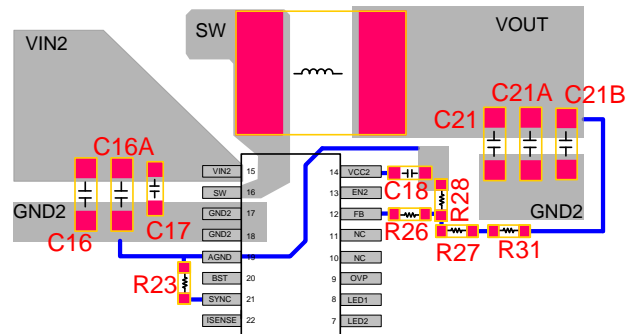 VIN2
SW
VOUT
C16A
C21
C21A
C21B
VIN2 15
14 VCC2
C18
SW 16
13 EN2
R28
GND2
GND2 17
12 FB
GND2
C16
C17
GND2 18
11 NC
R26
R27
R31
R23
AGND 19
10 NC
BST 20
9 OVP
SYNC 21
8 LED1
ISENSE 22
7 LED2